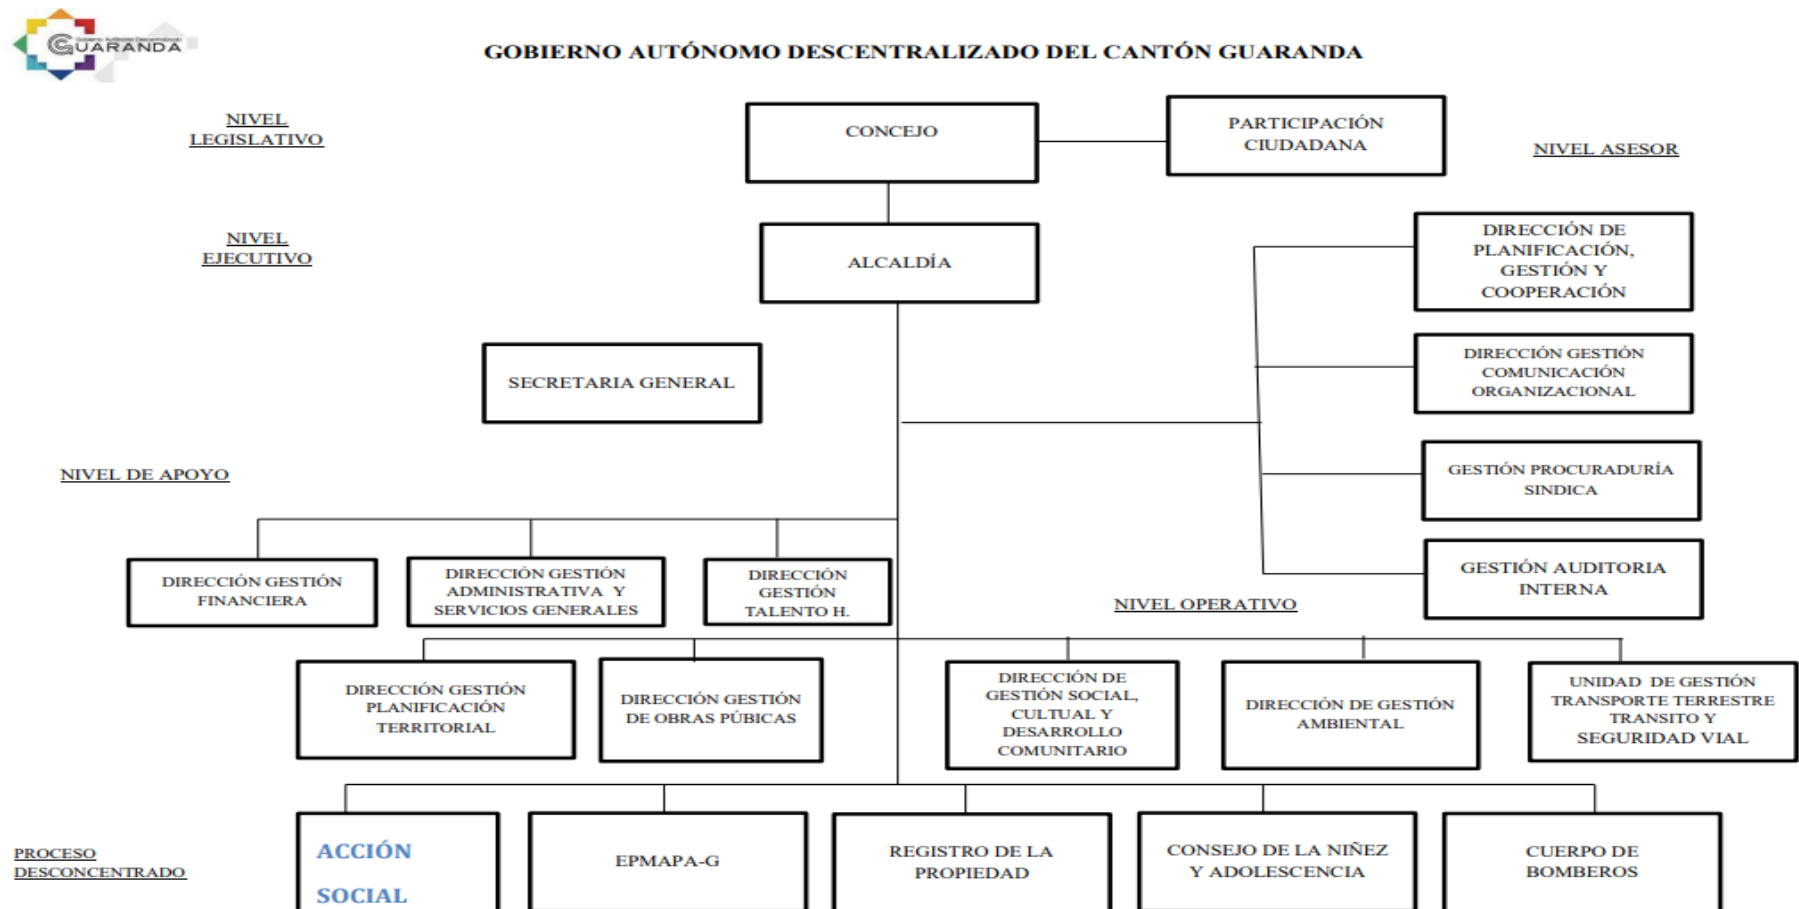 Gobierno Autónomo Descentralizado
GUARANDA
GOBIERNO AUTÓNOMO DESCENTRALIZADO DEL CANTÓN GUARANDA
NIVEL
LEGISLATIVO
CONCEJO
PARTICIPACIÓN
CIUDADANA
NIVEL ASESOR
NIVEL
EJECUTIVO
ALCALDÍA
DIRECCIÓN DE
PLANIFICACIÓN,
GESTIÓN Y
COOPERACIÓN
SECRETARIA GENERAL
DIRECCIÓN GESTIÓN
COMUNICACIÓN
ORGANIZACIONAL
NIVEL DE APOYO
GESTIÓN PROCURADURÍA
SINDICA
DIRECCIÓN GESTIÓN
FINANCIERA
DIRECCIÓN GESTIÓN
ADMINISTRATIVA Y
SERVICIOS GENERALES
DIRECCIÓN
GESTIÓN
TALENTO H.
GESTIÓN AUDITORIA
INTERNA
NIVEL OPERATIVO
DIRECCIÓN GESTIÓN
PLANIFICACIÓN
TERRITORIAL
DIRECCIÓN GESTIÓN
DE OBRAS PÚBICAS
DIRECCIÓN DE
GESTIÓN SOCIAL,
CULTUAL Y
DESARROLLO
COMUNITARIO
DIRECCIÓN DE GESTIÓN
AMBIENTAL
UNIDAD DE GESTIÓN
TRANSPORTE TERRESTRE
TRANSITO Y
SEGURIDAD VIAL
PROCESO
DESCONCENTRADO
ACCIÓN
SOCIAL
EPMAPA-G
REGISTRO DE LA
PROPIEDAD
CONSEJO DE LA NIÑEZ
Y ADOLESCENCIA
CUERPO DE
BOMBEROS